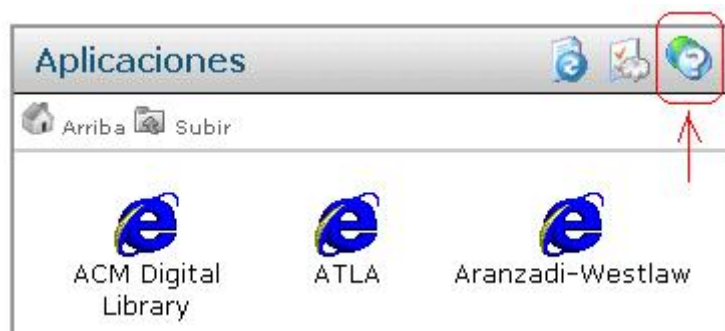 Aplicaciones
Arriba Subir
ACM Digital Library
ATLA
Aranzadi-Westlaw